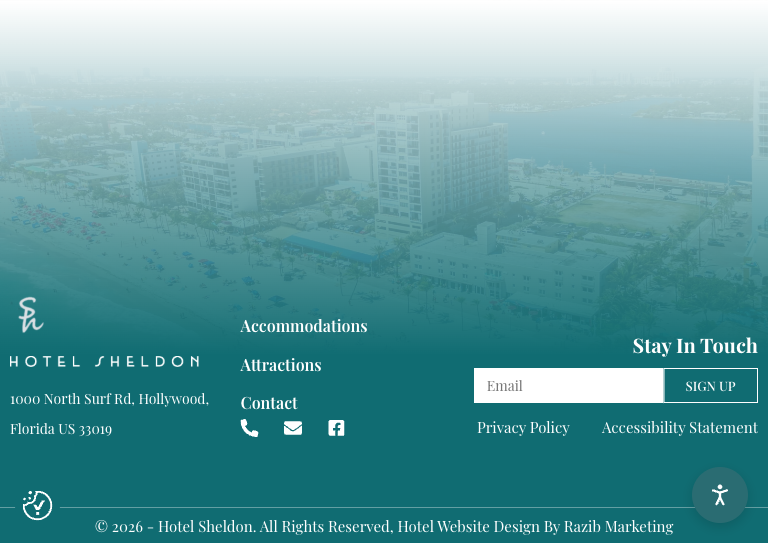 Sh
HOTEL SHELDON
1000 North Surf Rd, Hollywood,
Florida US 33019
Accommodations
Attractions
Contact
Stay In Touch
Email
SIGN UP
Privacy Policy
Accessibility Statement
© 2026 - Hotel Sheldon. All Rights Reserved, Hotel Website Design By Razib Marketing